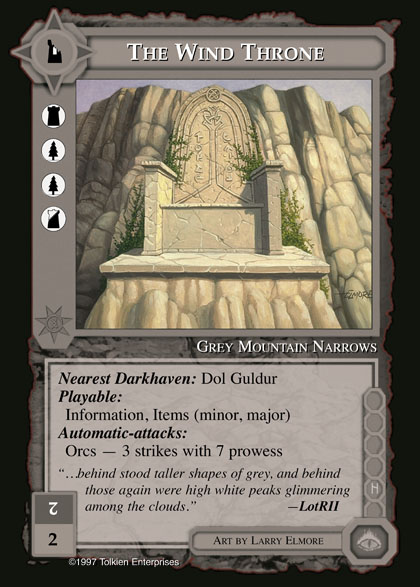 THE WIND THRONE
ELMORE
GREY MOUNTAIN NARROWS
Nearest Darkhaven: Dol Guldur
Playable:
Information, Items (minor, major)
Automatic-attacks:
Orcs — 3 strikes with 7 prowess
“…behind stood taller shapes of grey, and behind
those again were high white peaks glimmering
among the clouds.” —LotRII
H
2
2
ART BY LARRY ELMORE
©1997 Tolkien Enterprises